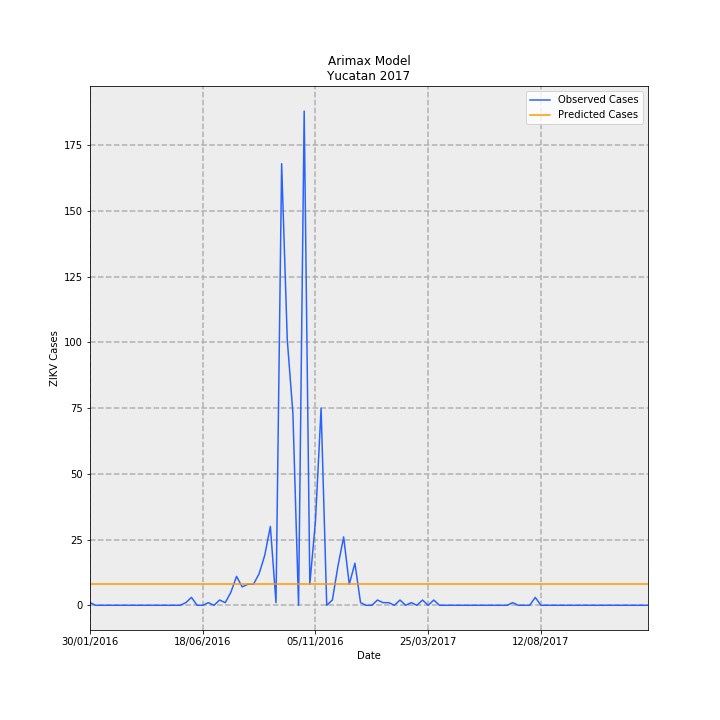 Arimax Model
Yucatan 2017
Observed Cases
Predicted Cases
ZIKV Cases
175
150
125
100
75
50
25
0
30/01/2016
18/06/2016
05/11/2016
25/03/2017
12/08/2017
Date